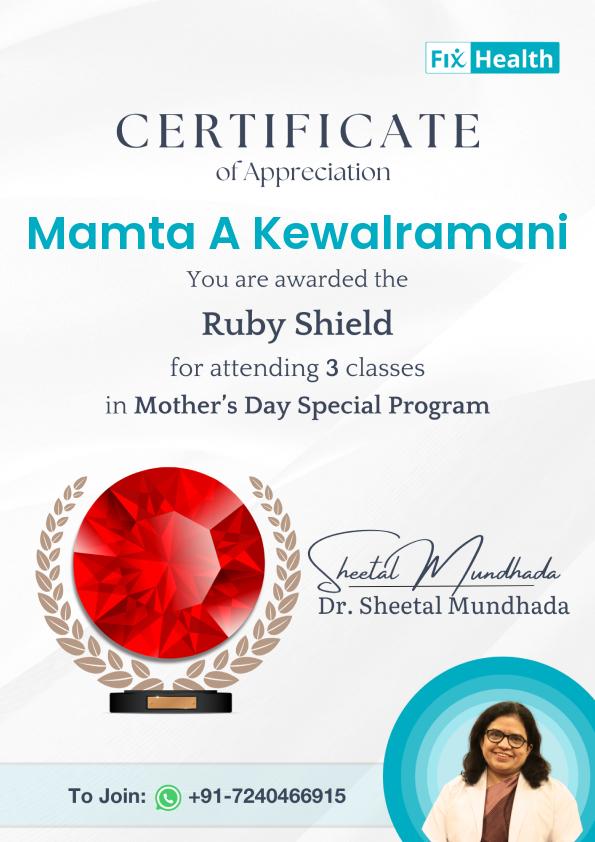 Fix Health
CERTIFICATE
of Appreciation
Mamta A Kewalramani
You are awarded the
Ruby Shield
for attending 3 classes
in Mother's Day Special Program
Sheetal Mundhada
Dr. Sheetal Mundhada
To Join: +91-7240466915